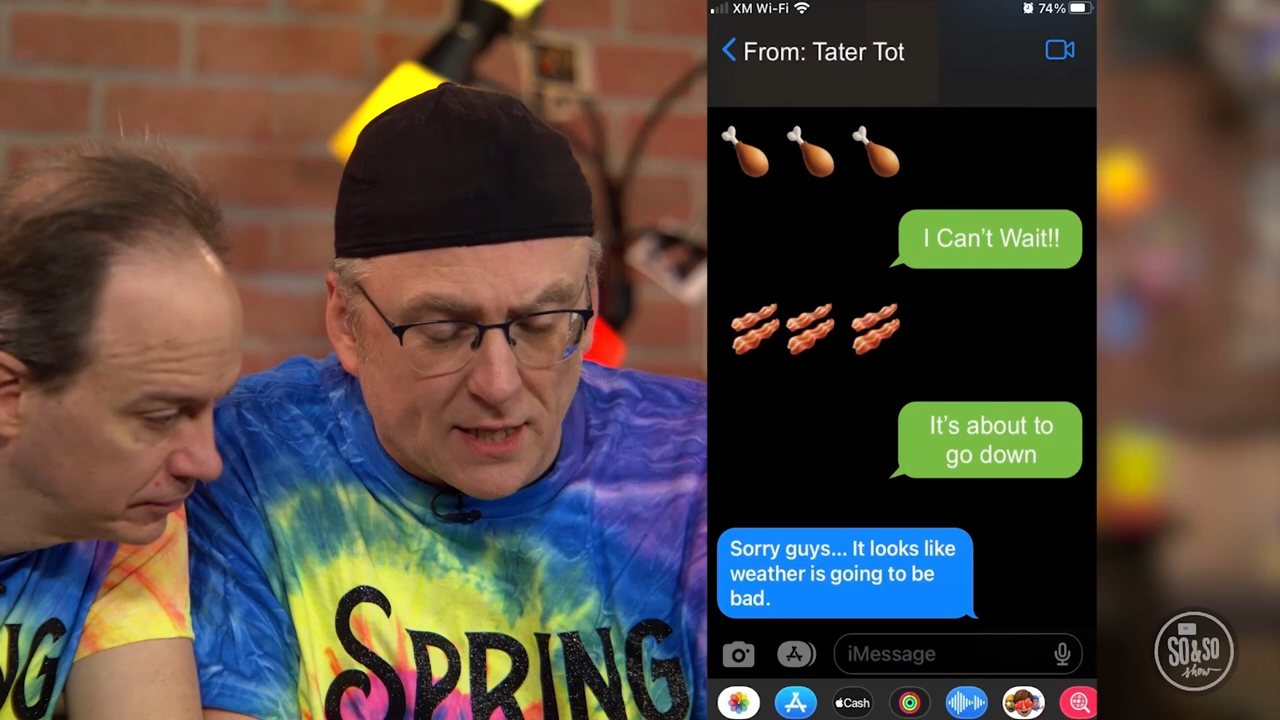 XM Wi-Fi
74%
From: Tater Tot
I Can't Wait!!
It's about to
go down
Sorry guys... It looks like
weather is going to be
bad.
iMessage
Cash
SPRING
NG
SO&SO
show